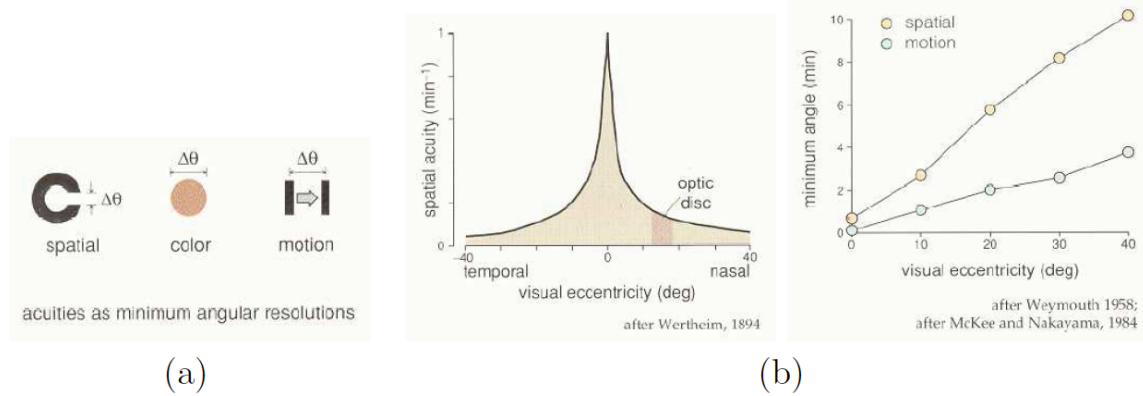 Δθ
Δθ
Δθ
spatial
color
motion
acuities as minimum angular resolutions
(a)
spatial acuity (min⁻¹)
1
0
-40
0
40
temporal
nasal
optic
disc
visual eccentricity (deg)
after Wertheim, 1894
minimum angle (min)
10
8
6
4
2
0
spatial
motion
0
10
20
30
40
visual eccentricity (deg)
after Weymouth 1958;
after McKee and Nakayama, 1984
(b)